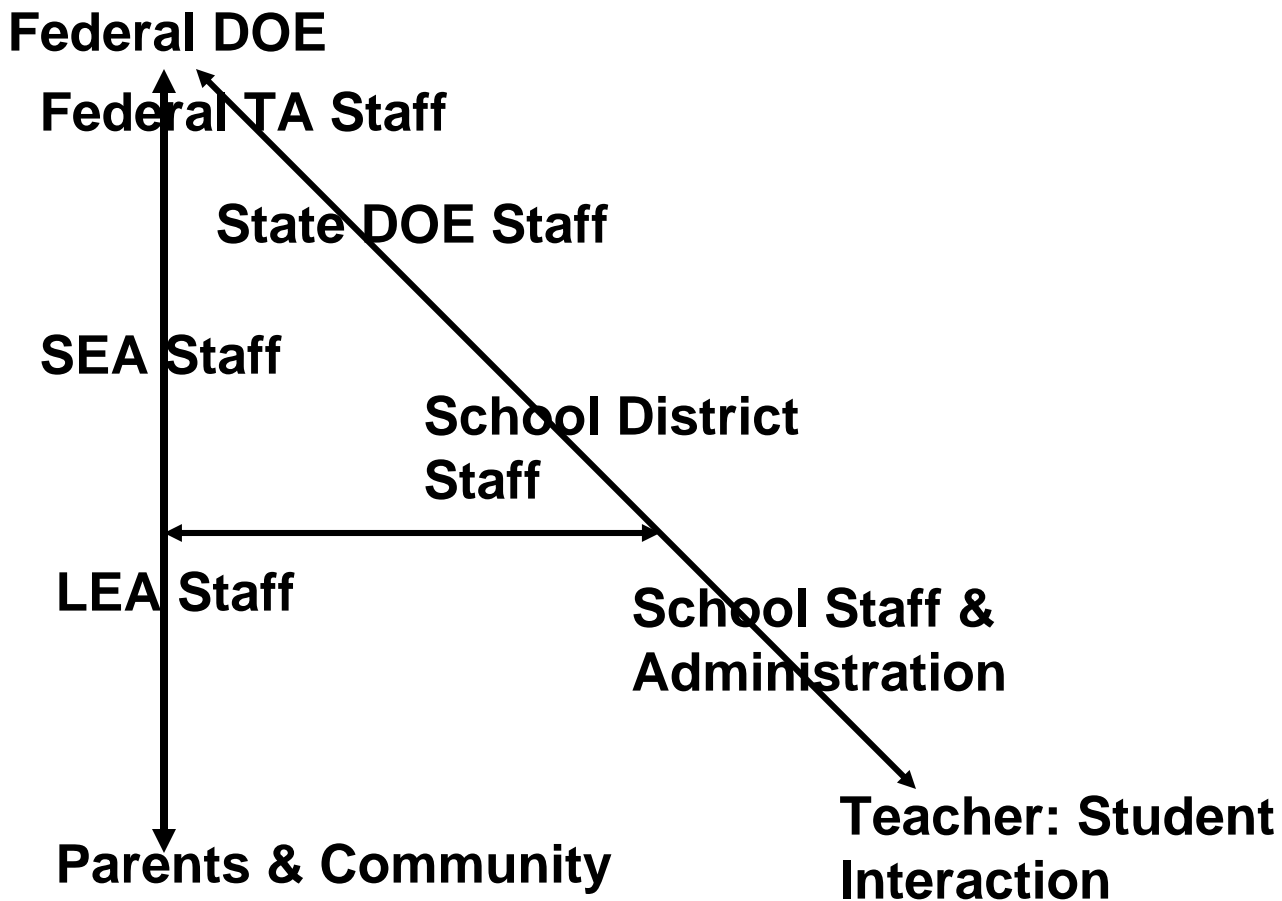 Federal DOE
Federal TA Staff
State DOE Staff
SEA Staff
School District
Staff
LEA Staff
School Staff &
Administration
Parents & Community
Teacher: Student
Interaction